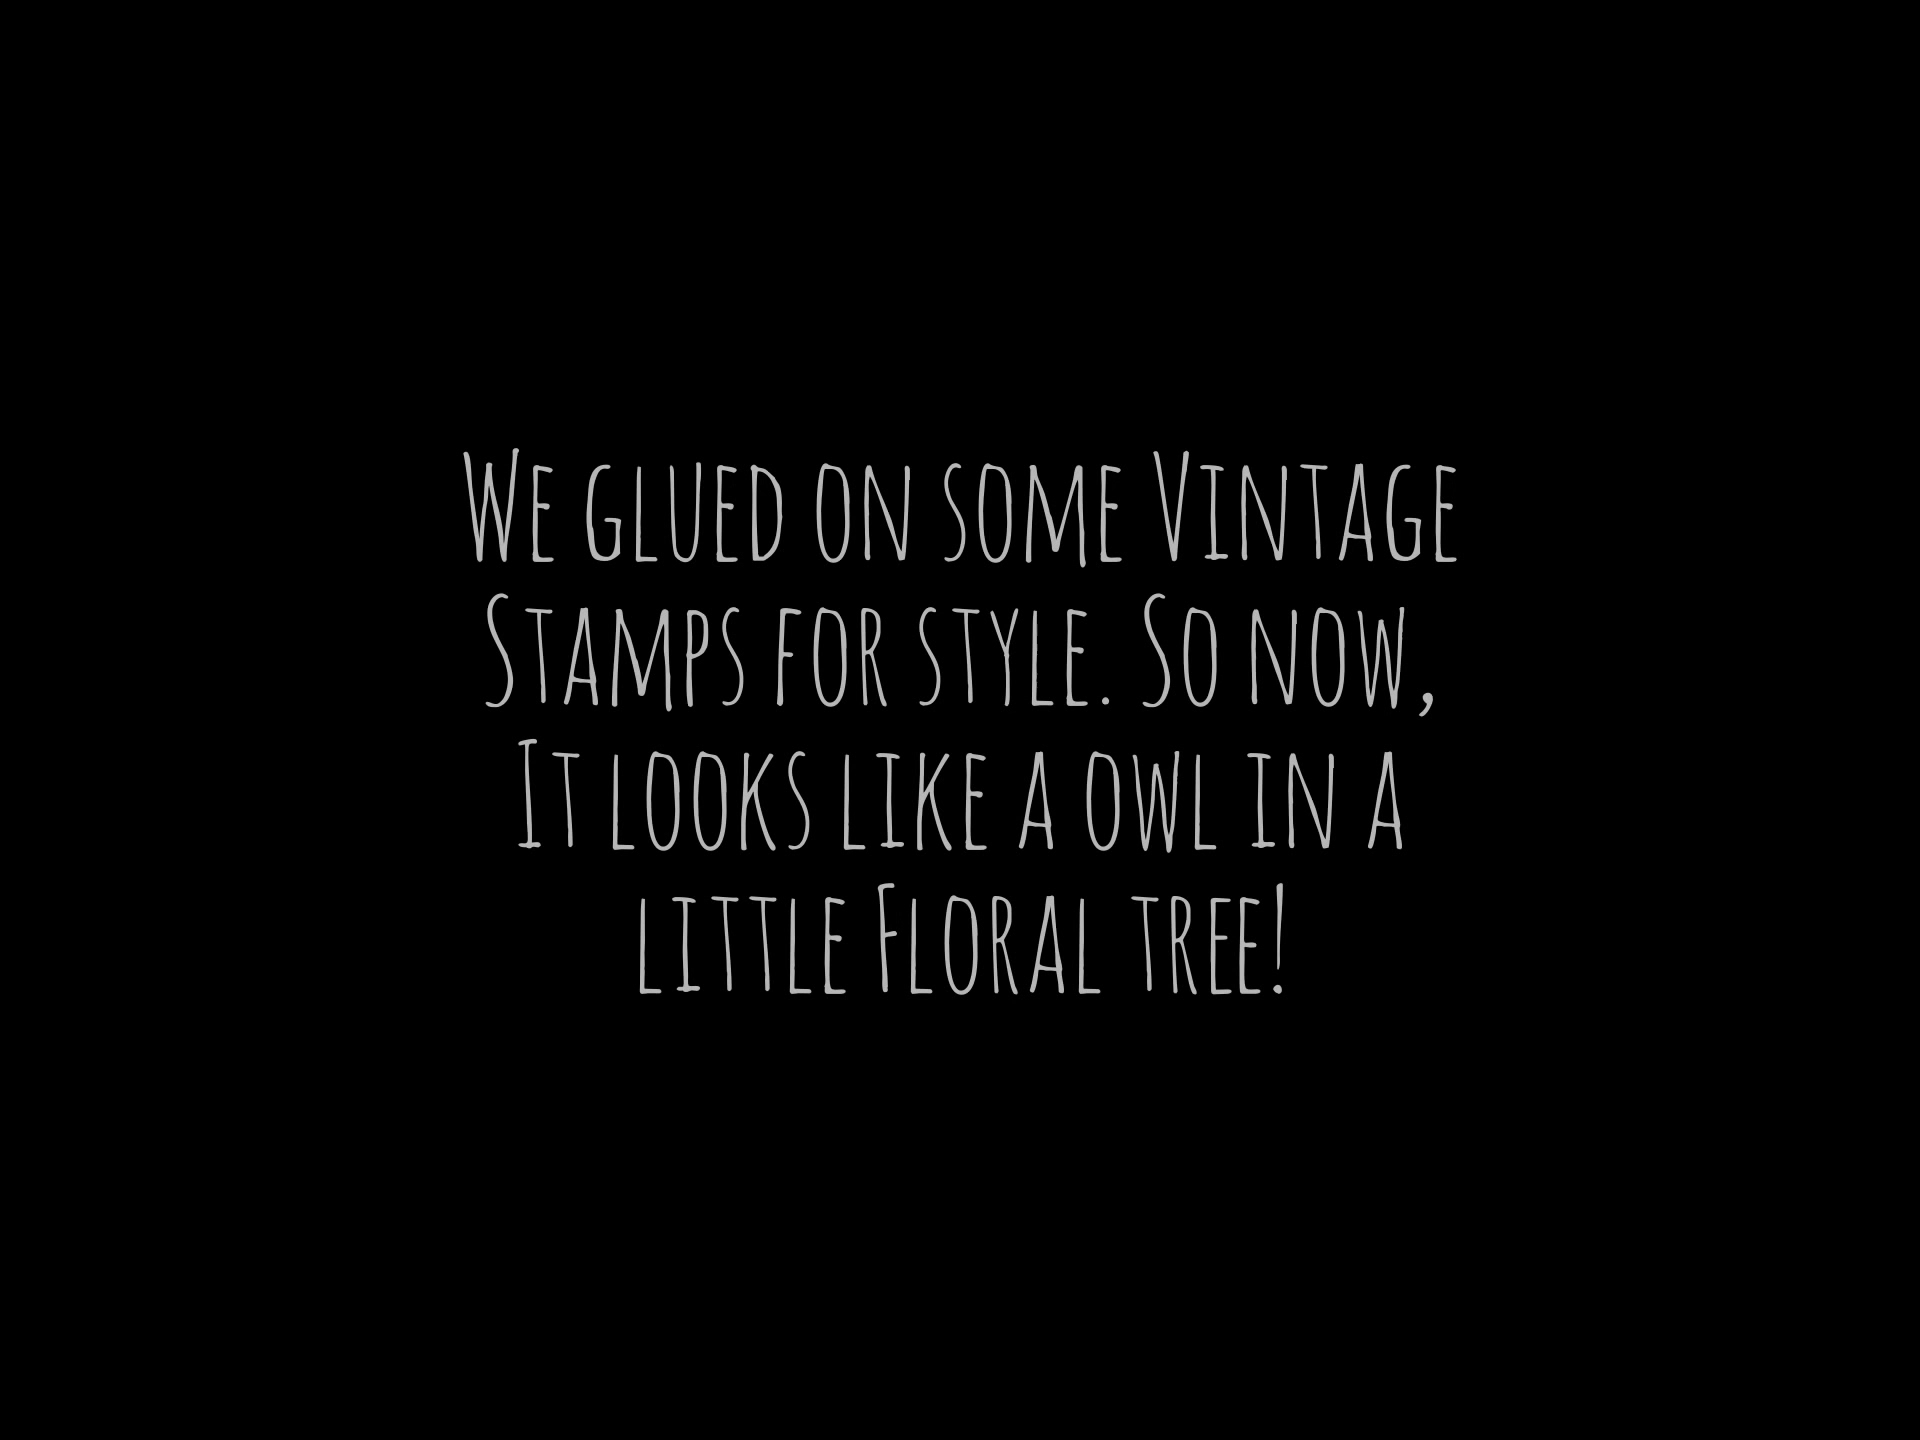 We glued on some Vintage
Stamps for style. So now,
It looks like a owl in a
little Floral tree!